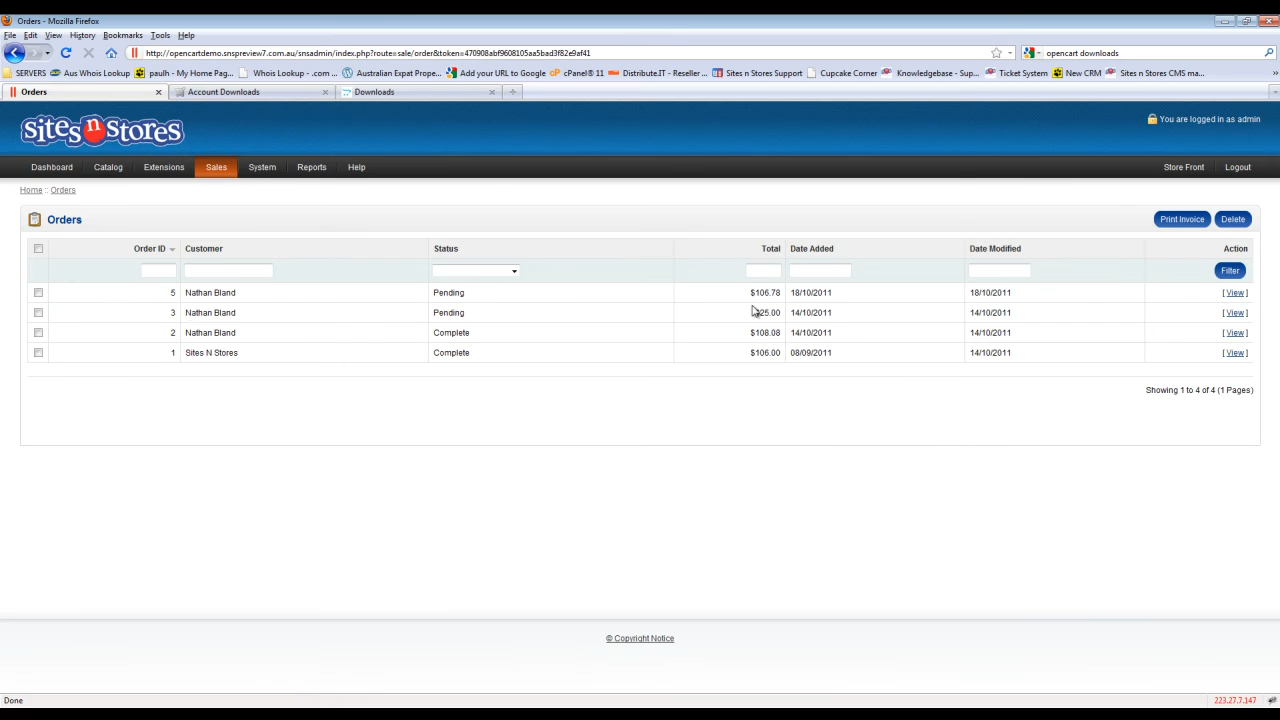 Orders - Mozilla Firefox
File Edit View History Bookmarks Tools Help
http://opencartdemo.snspreview7.com.au/snsadmin/index.php?route=sale/order&token=470908abf9608105aa5bad3f82e9af41 opencart downloads
SERVERS Aus Whois Lookup paulh - My Home Pag... Whois Lookup - .com ... Australian Expat Prope... Add your URL to Google cPanel® 11 Distribute.IT - Reseller ... Sites n Stores Support Cupcake Corner Knowledgebase - Sup... Ticket System New CRM Sites n Stores CMS ma...
Orders Account Downloads Downloads
sites n stores
You are logged in as admin
Dashboard Catalog Extensions Sales System Reports Help Store Front Logout
Home :: Orders
Orders Print Invoice Delete
Order ID Customer Status Total Date Added Date Modified Action
Filter
5 Nathan Bland Pending $106.78 18/10/2011 18/10/2011 [ View ]
3 Nathan Bland Pending 25.00 14/10/2011 14/10/2011 [ View ]
2 Nathan Bland Complete $108.08 14/10/2011 14/10/2011 [ View ]
1 Sites N Stores Complete $106.00 08/09/2011 14/10/2011 [ View ]
Showing 1 to 4 of 4 (1 Pages)
© Copyright Notice
Done 223.27.7.147